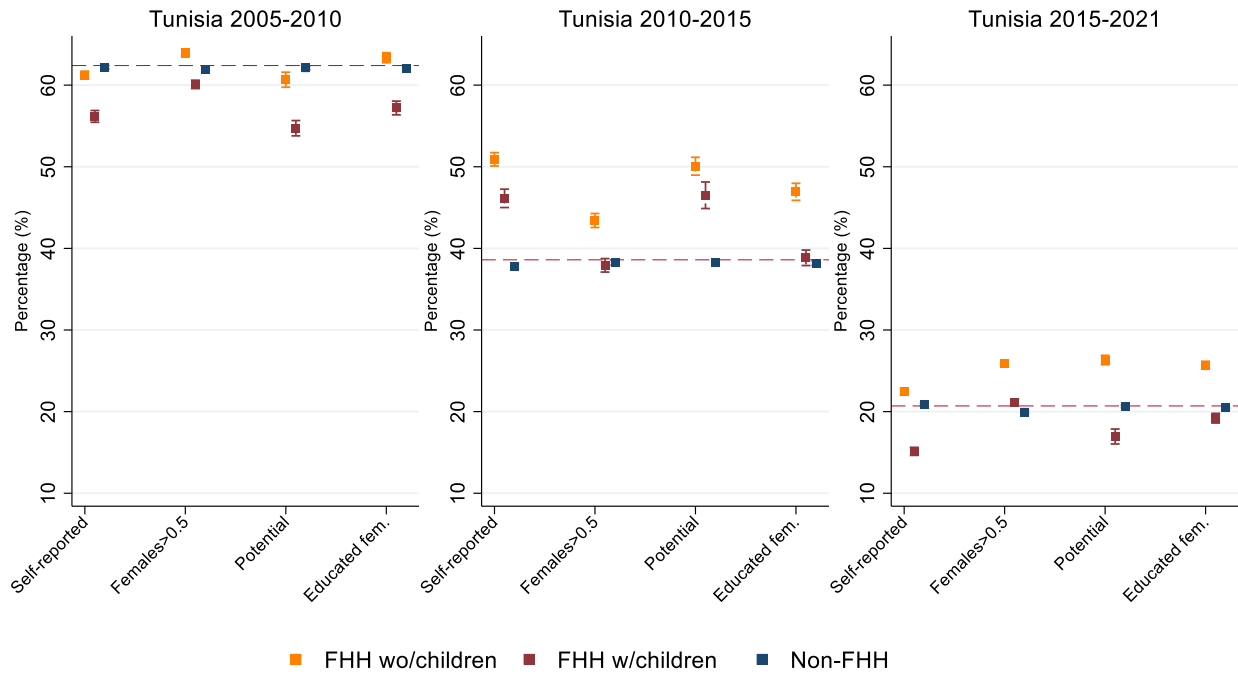 Tunisia 2005-2010
Tunisia 2010-2015
Tunisia 2015-2021
Percentage (%)
60
50
40
30
20
10
Self-reported
Females>0.5
Potential
Educated fem.
Percentage (%)
60
50
40
30
20
10
Self-reported
Females>0.5
Potential
Educated fem.
Percentage (%)
60
50
40
30
20
10
Self-reported
Females>0.5
Potential
Educated fem.
FHH wo/children
FHH w/children
Non-FHH